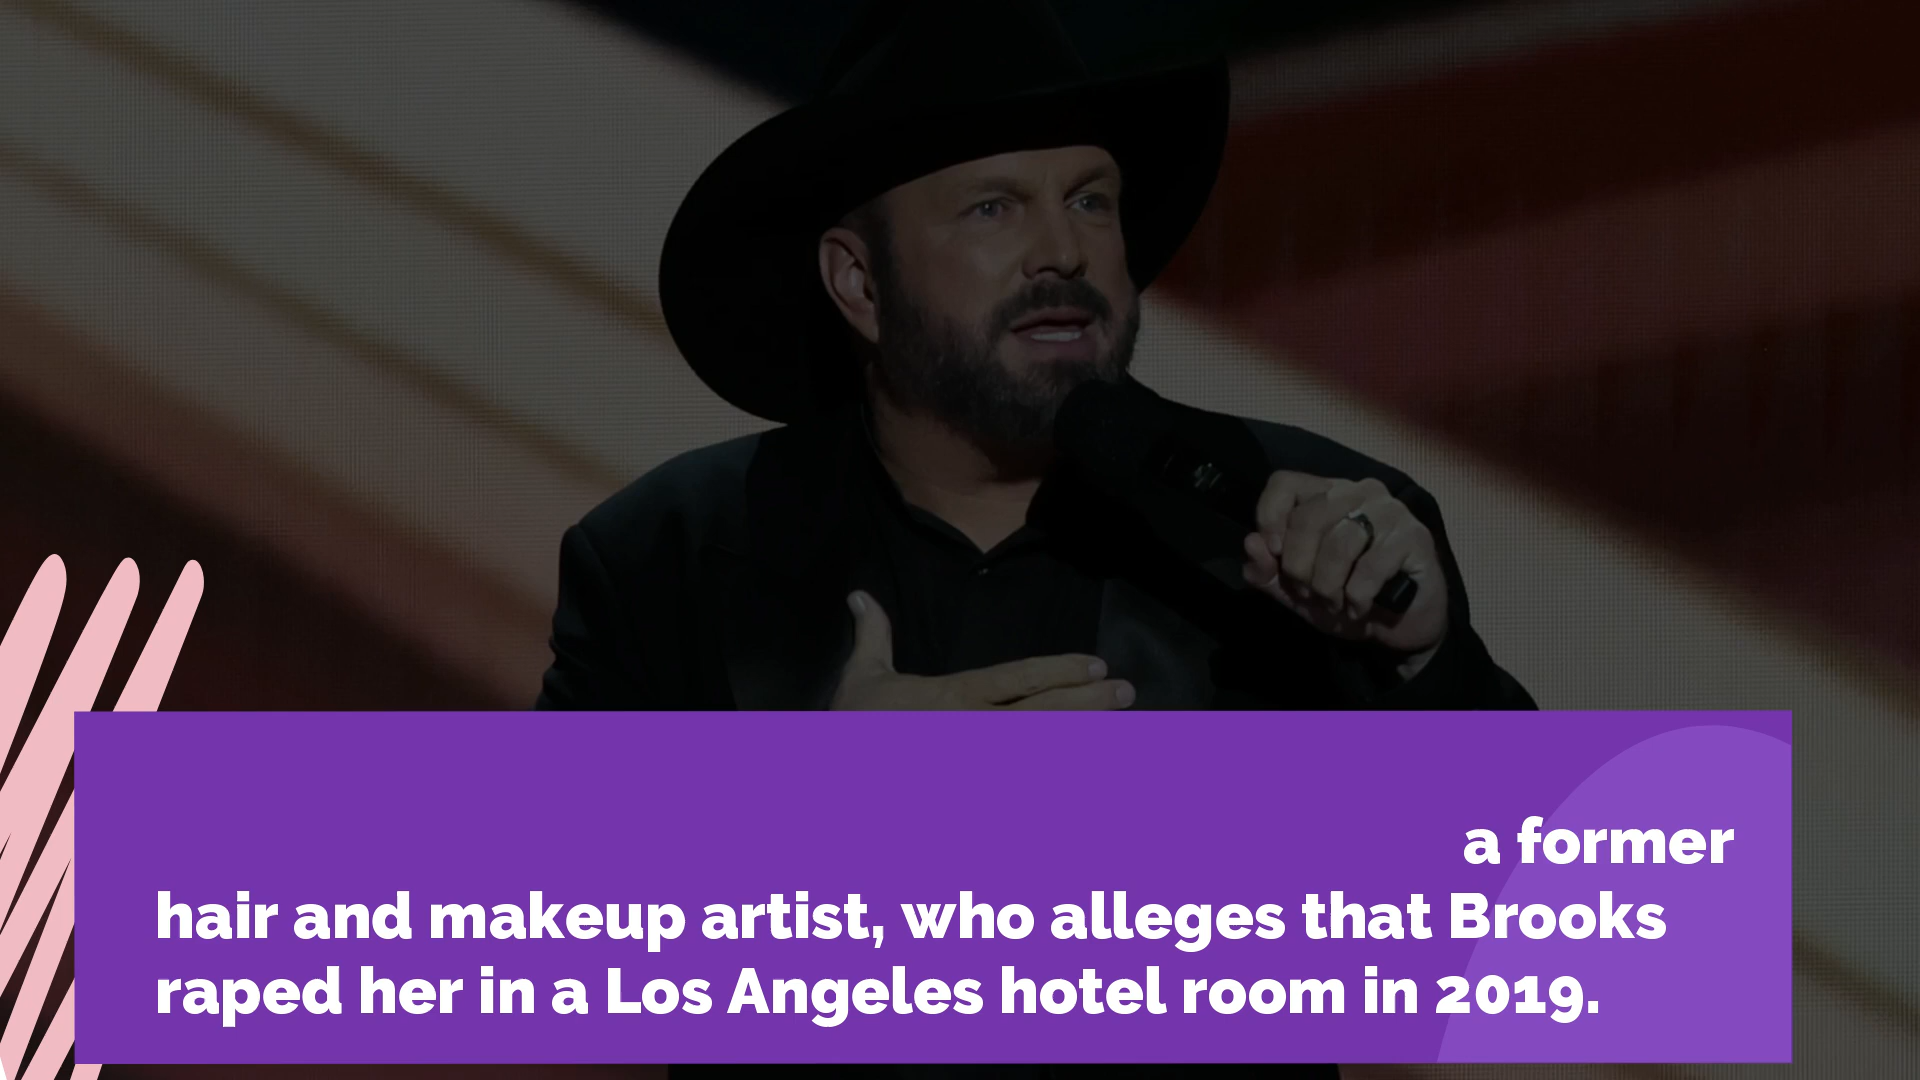 a former
hair and makeup artist, who alleges that Brooks
raped her in a Los Angeles hotel room in 2019.